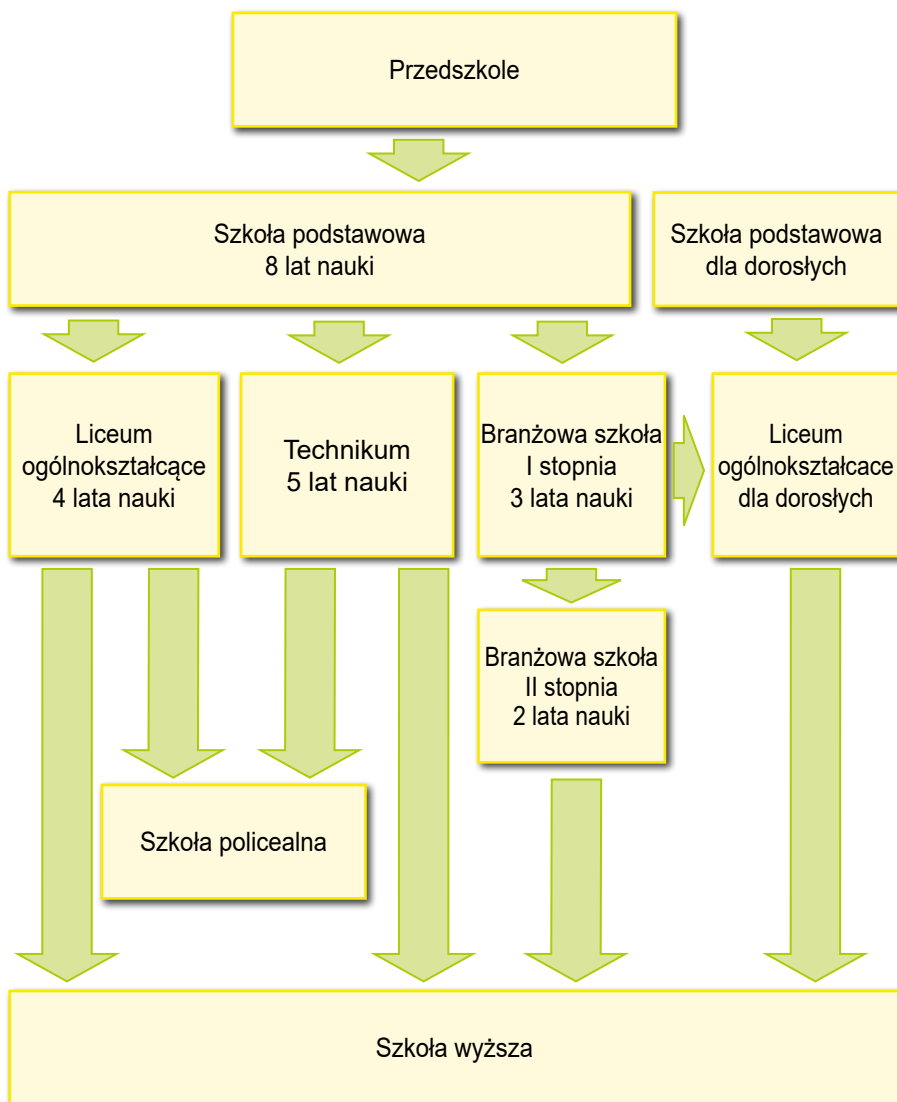 Przedszkole
Szkoła podstawowa
8 lat nauki
Szkoła podstawowa
dla dorosłych
Liceum
ogólnokształcące
4 lata nauki
Technikum
5 lat nauki
Branżowa szkoła
I stopnia
3 lata nauki
Liceum
ogólnokształcace
dla dorosłych
Branżowa szkoła
II stopnia
2 lata nauki
Szkoła policealna
Szkoła wyższa